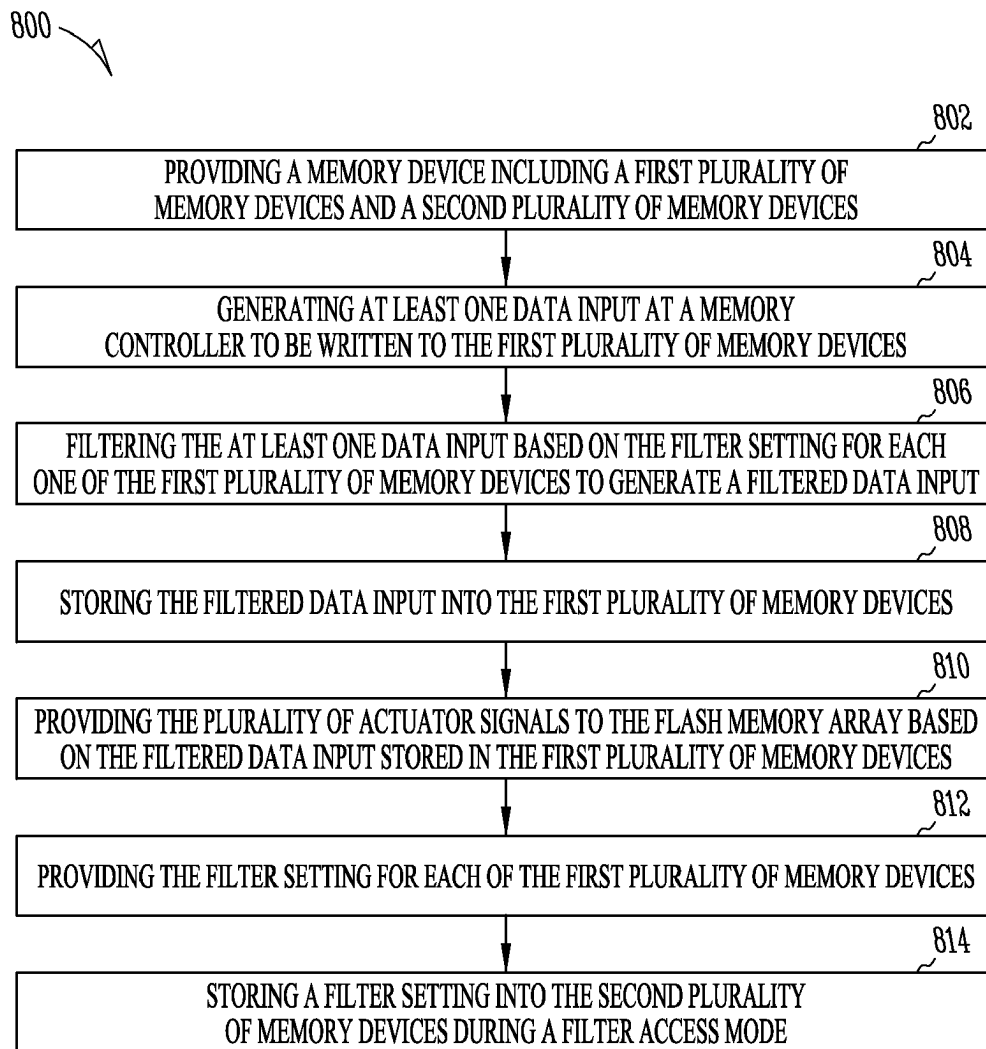 800
802
PROVIDING A MEMORY DEVICE INCLUDING A FIRST PLURALITY OF
MEMORY DEVICES AND A SECOND PLURALITY OF MEMORY DEVICES
804
GENERATING AT LEAST ONE DATA INPUT AT A MEMORY
CONTROLLER TO BE WRITTEN TO THE FIRST PLURALITY OF MEMORY DEVICES
806
FILTERING THE AT LEAST ONE DATA INPUT BASED ON THE FILTER SETTING FOR EACH
ONE OF THE FIRST PLURALITY OF MEMORY DEVICES TO GENERATE A FILTERED DATA INPUT
808
STORING THE FILTERED DATA INPUT INTO THE FIRST PLURALITY OF MEMORY DEVICES
810
PROVIDING THE PLURALITY OF ACTUATOR SIGNALS TO THE FLASH MEMORY ARRAY BASED
ON THE FILTERED DATA INPUT STORED IN THE FIRST PLURALITY OF MEMORY DEVICES
812
PROVIDING THE FILTER SETTING FOR EACH OF THE FIRST PLURALITY OF MEMORY DEVICES
814
STORING A FILTER SETTING INTO THE SECOND PLURALITY
OF MEMORY DEVICES DURING A FILTER ACCESS MODE